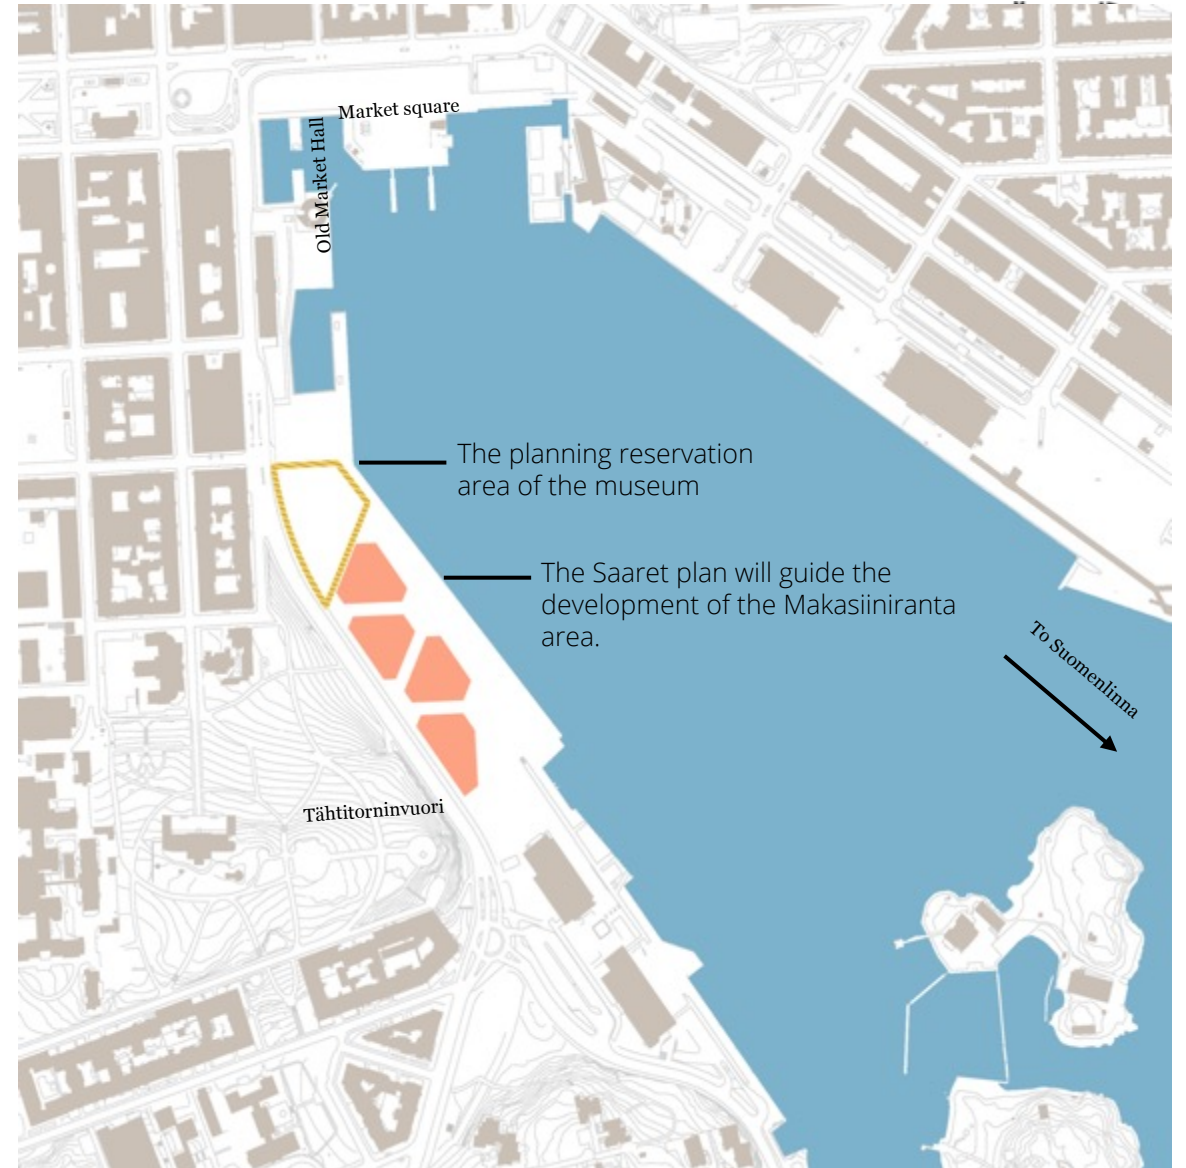 Market square
Old Market Hall
The planning reservation
area of the museum
The Saaret plan will guide the
development of the Makasiiniranta
area.
To Suomenlinna
Tähtitorninvuori